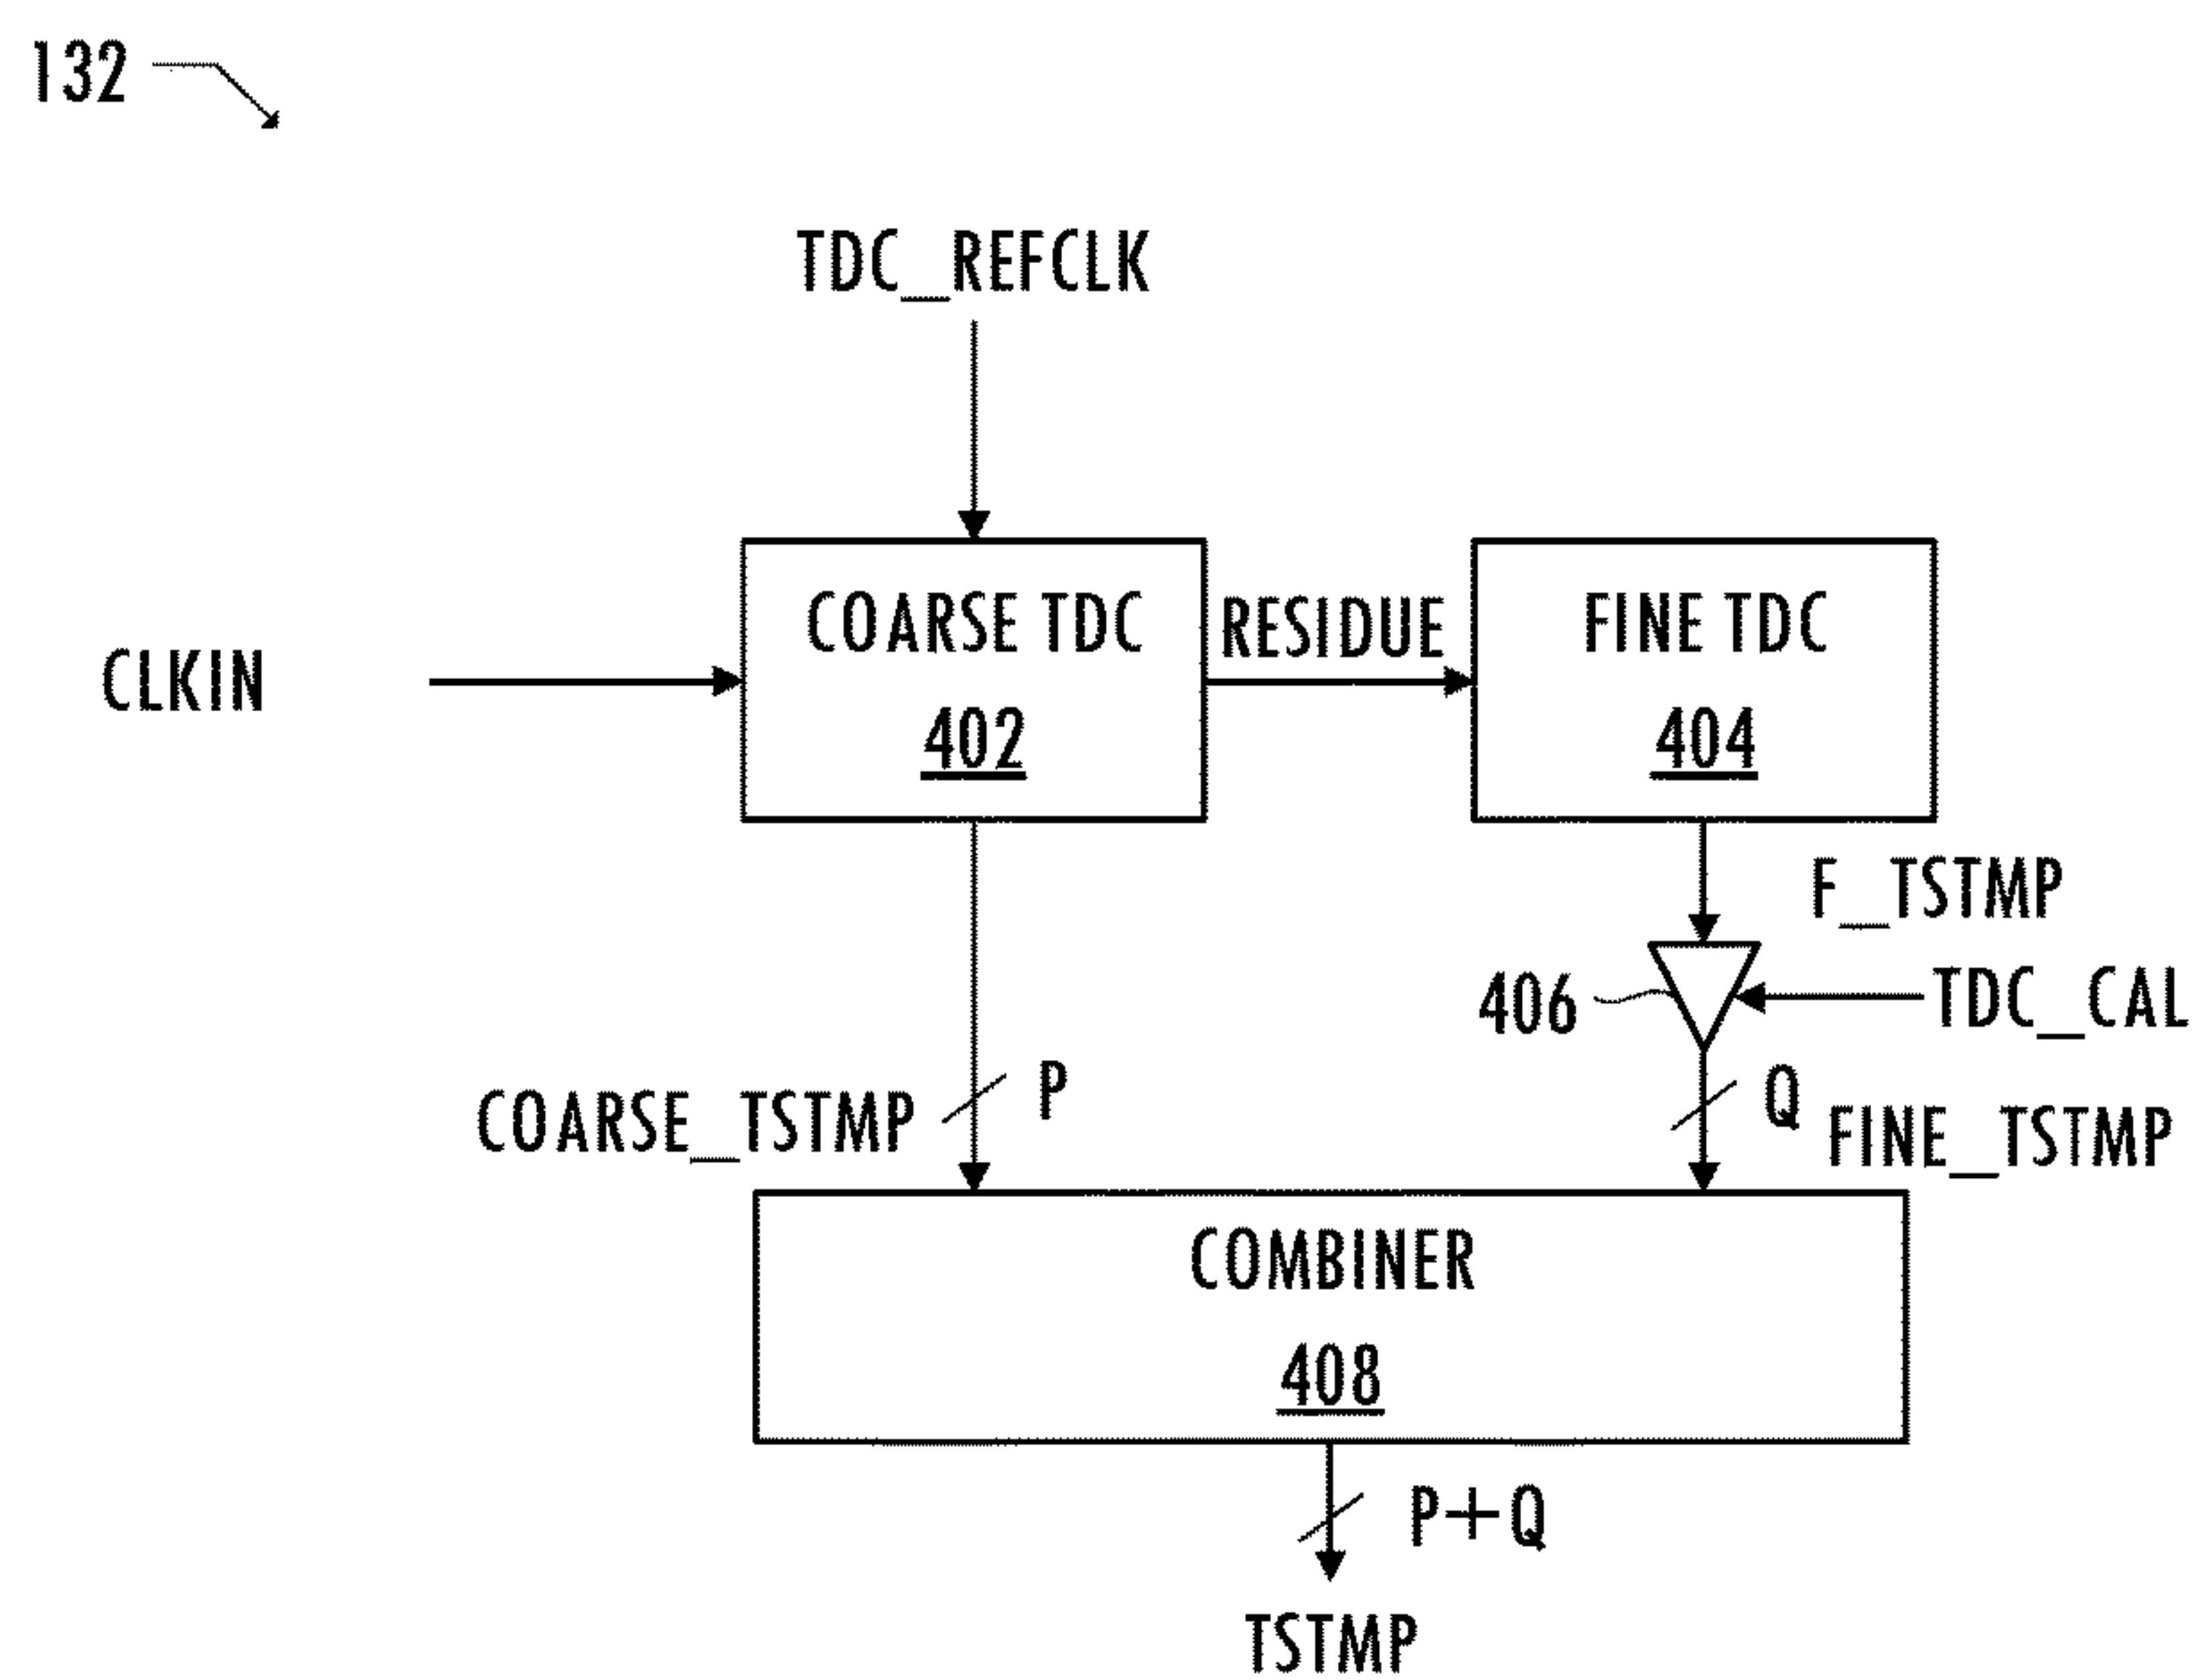 132
TDC_REFCLK
CLKIN
COARSE TDC
402
RESIDUE
FINE TDC
404
F_TSTMP
406
TDC_CAL
COARSE_TSTMP
P
Q
FINE_TSTMP
COMBINER
408
P+Q
TSTMP